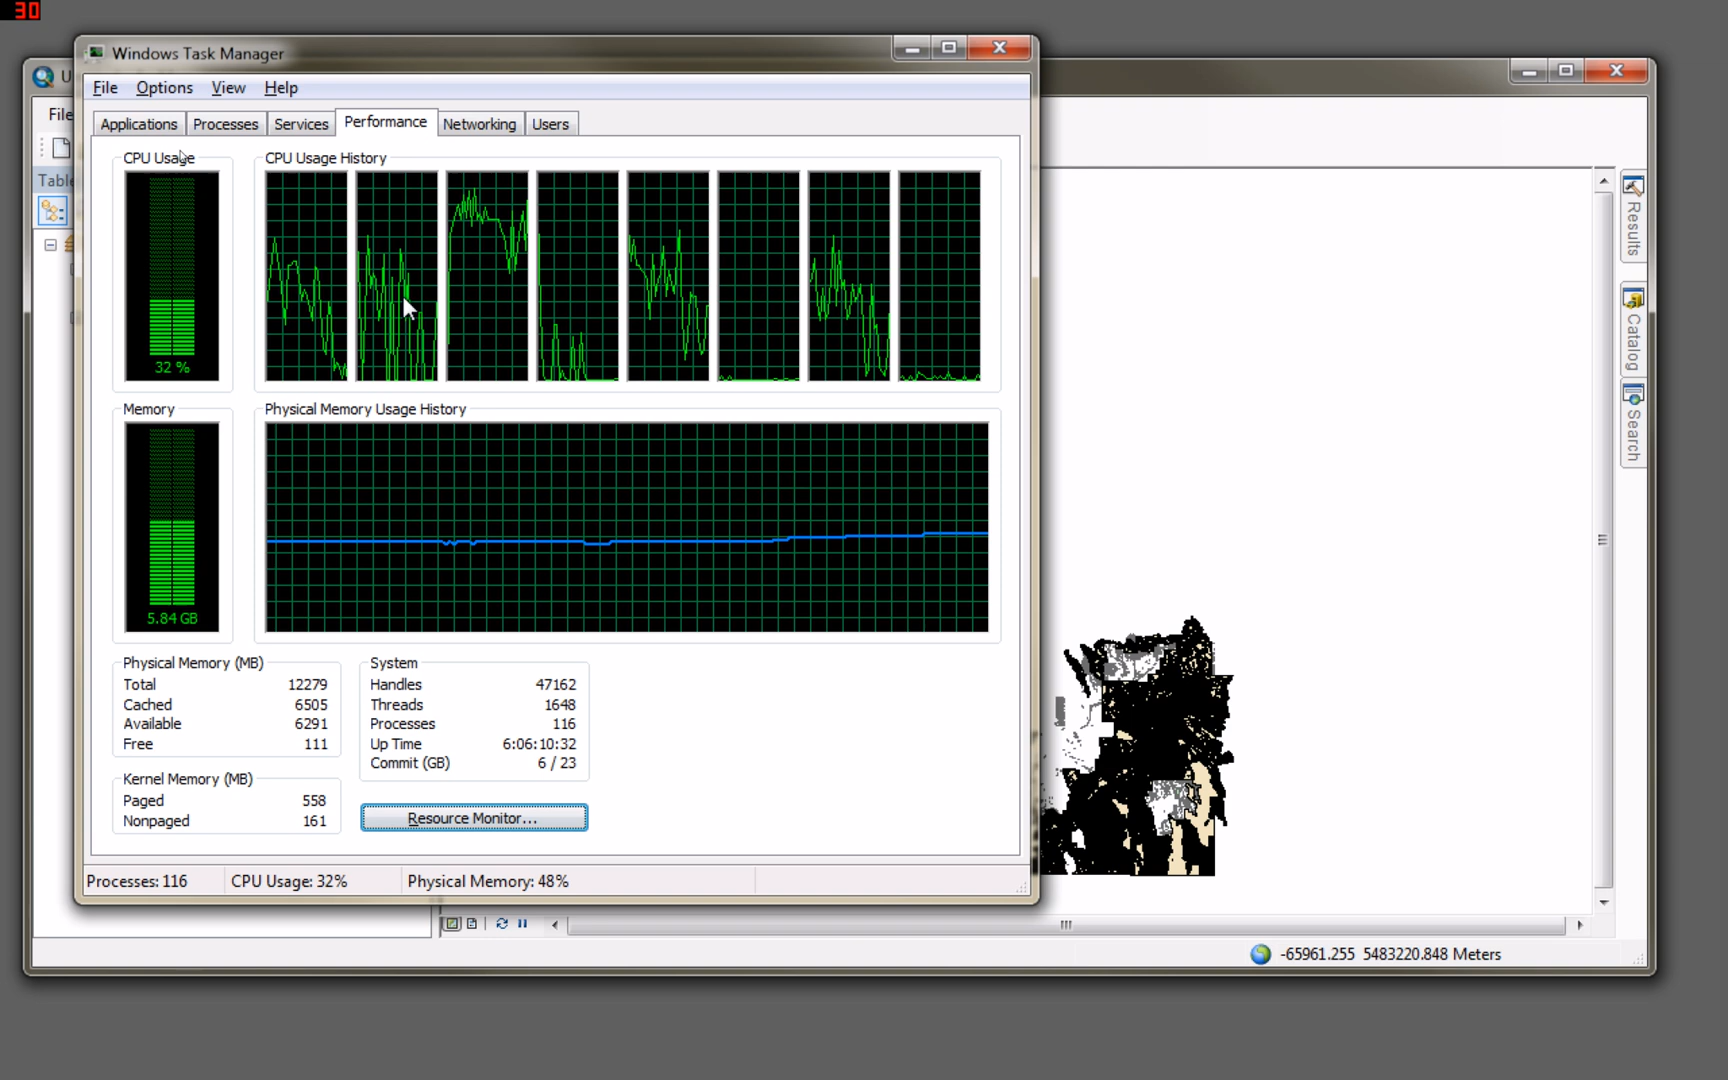 30
Windows Task Manager
U
File Options View Help
File
Applications Processes Services Performance Networking Users
CPU Usage
CPU Usage History
Table
32 %
Memory
Physical Memory Usage History
5.84 GB
Physical Memory (MB)
Total 12279
Cached 6505
Available 6291
Free 111
System
Handles 47162
Threads 1648
Processes 116
Up Time 6:06:10:32
Commit (GB) 6 / 23
Kernel Memory (MB)
Paged 558
Nonpaged 161
Resource Monitor...
Processes: 116 CPU Usage: 32% Physical Memory: 48%
Results
Catalog
Search
-65961.255 5483220.848 Meters